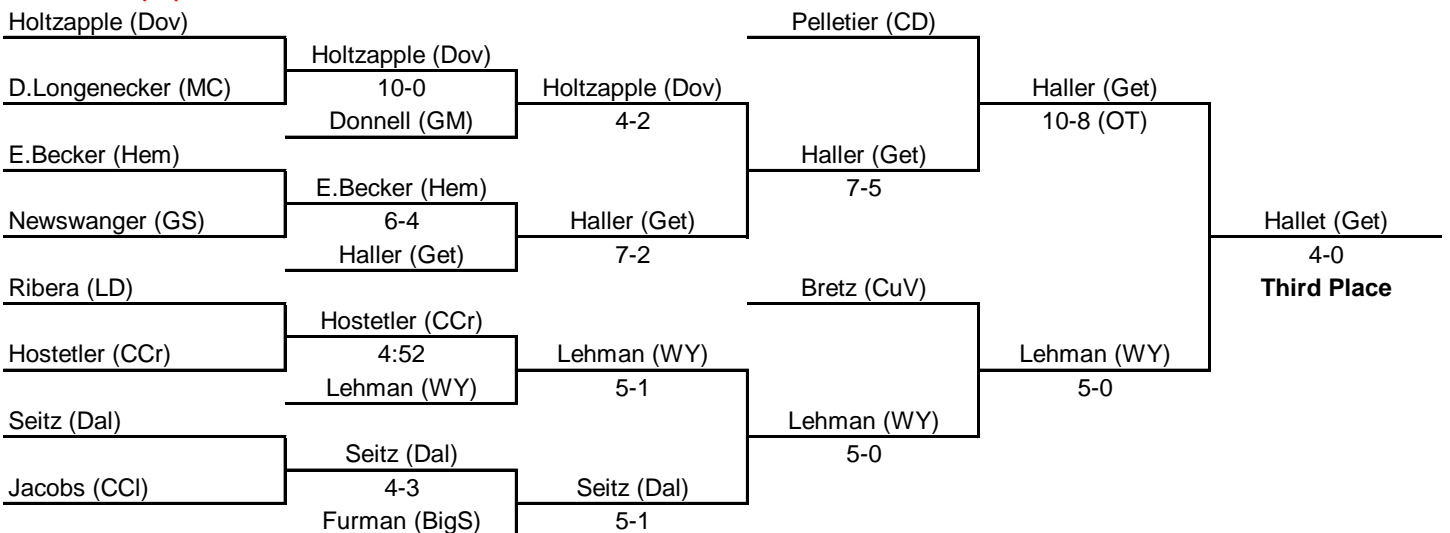 Holtzapple (Dov)
Pelletier (CD)
Holtzapple (Dov)
D.Longenecker (MC)
10-0
Holtzapple (Dov)
Haller (Get)
Donnell (GM)
4-2
10-8 (OT)
E.Becker (Hem)
Haller (Get)
E.Becker (Hem)
7-5
Newswanger (GS)
6-4
Haller (Get)
Hallet (Get)
Haller (Get)
7-2
4-0
Ribera (LD)
Bretz (CuV)
Third Place
Hostetler (CCr)
Hostetler (CCr)
4:52
Lehman (WY)
Lehman (WY)
Lehman (WY)
5-1
5-0
Seitz (Dal)
Lehman (WY)
Seitz (Dal)
5-0
Jacobs (CCl)
4-3
Seitz (Dal)
Furman (BigS)
5-1